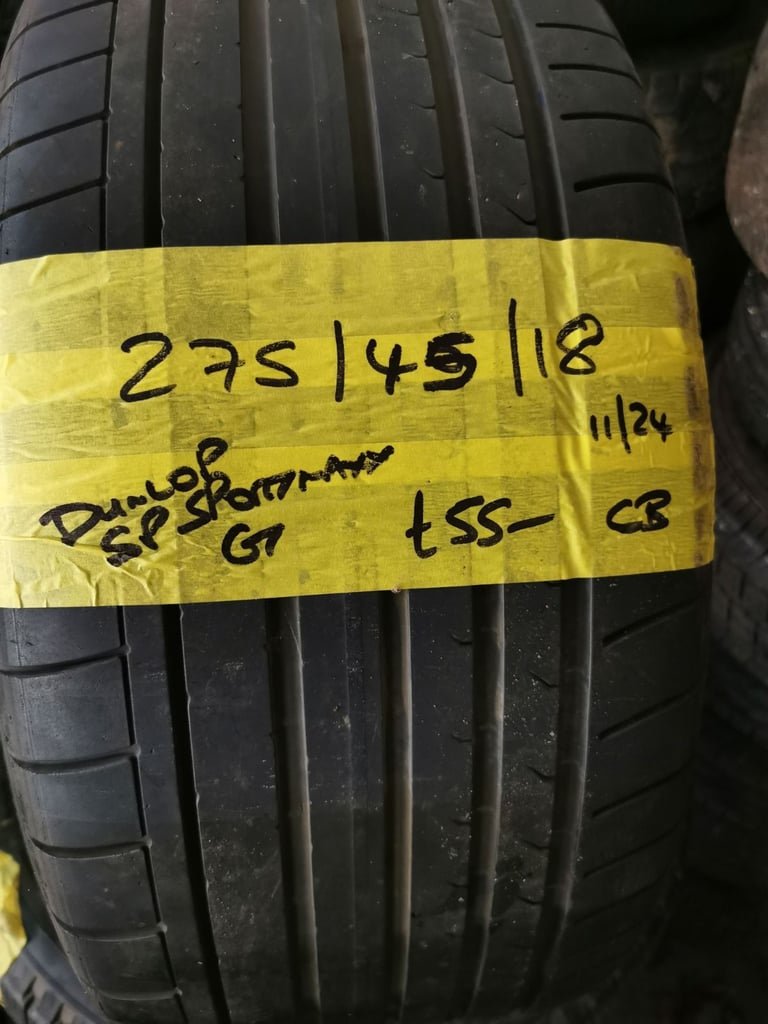 275/45/18
11/24
DUNLOP SPORTMAXX
SP GT
£55- CB